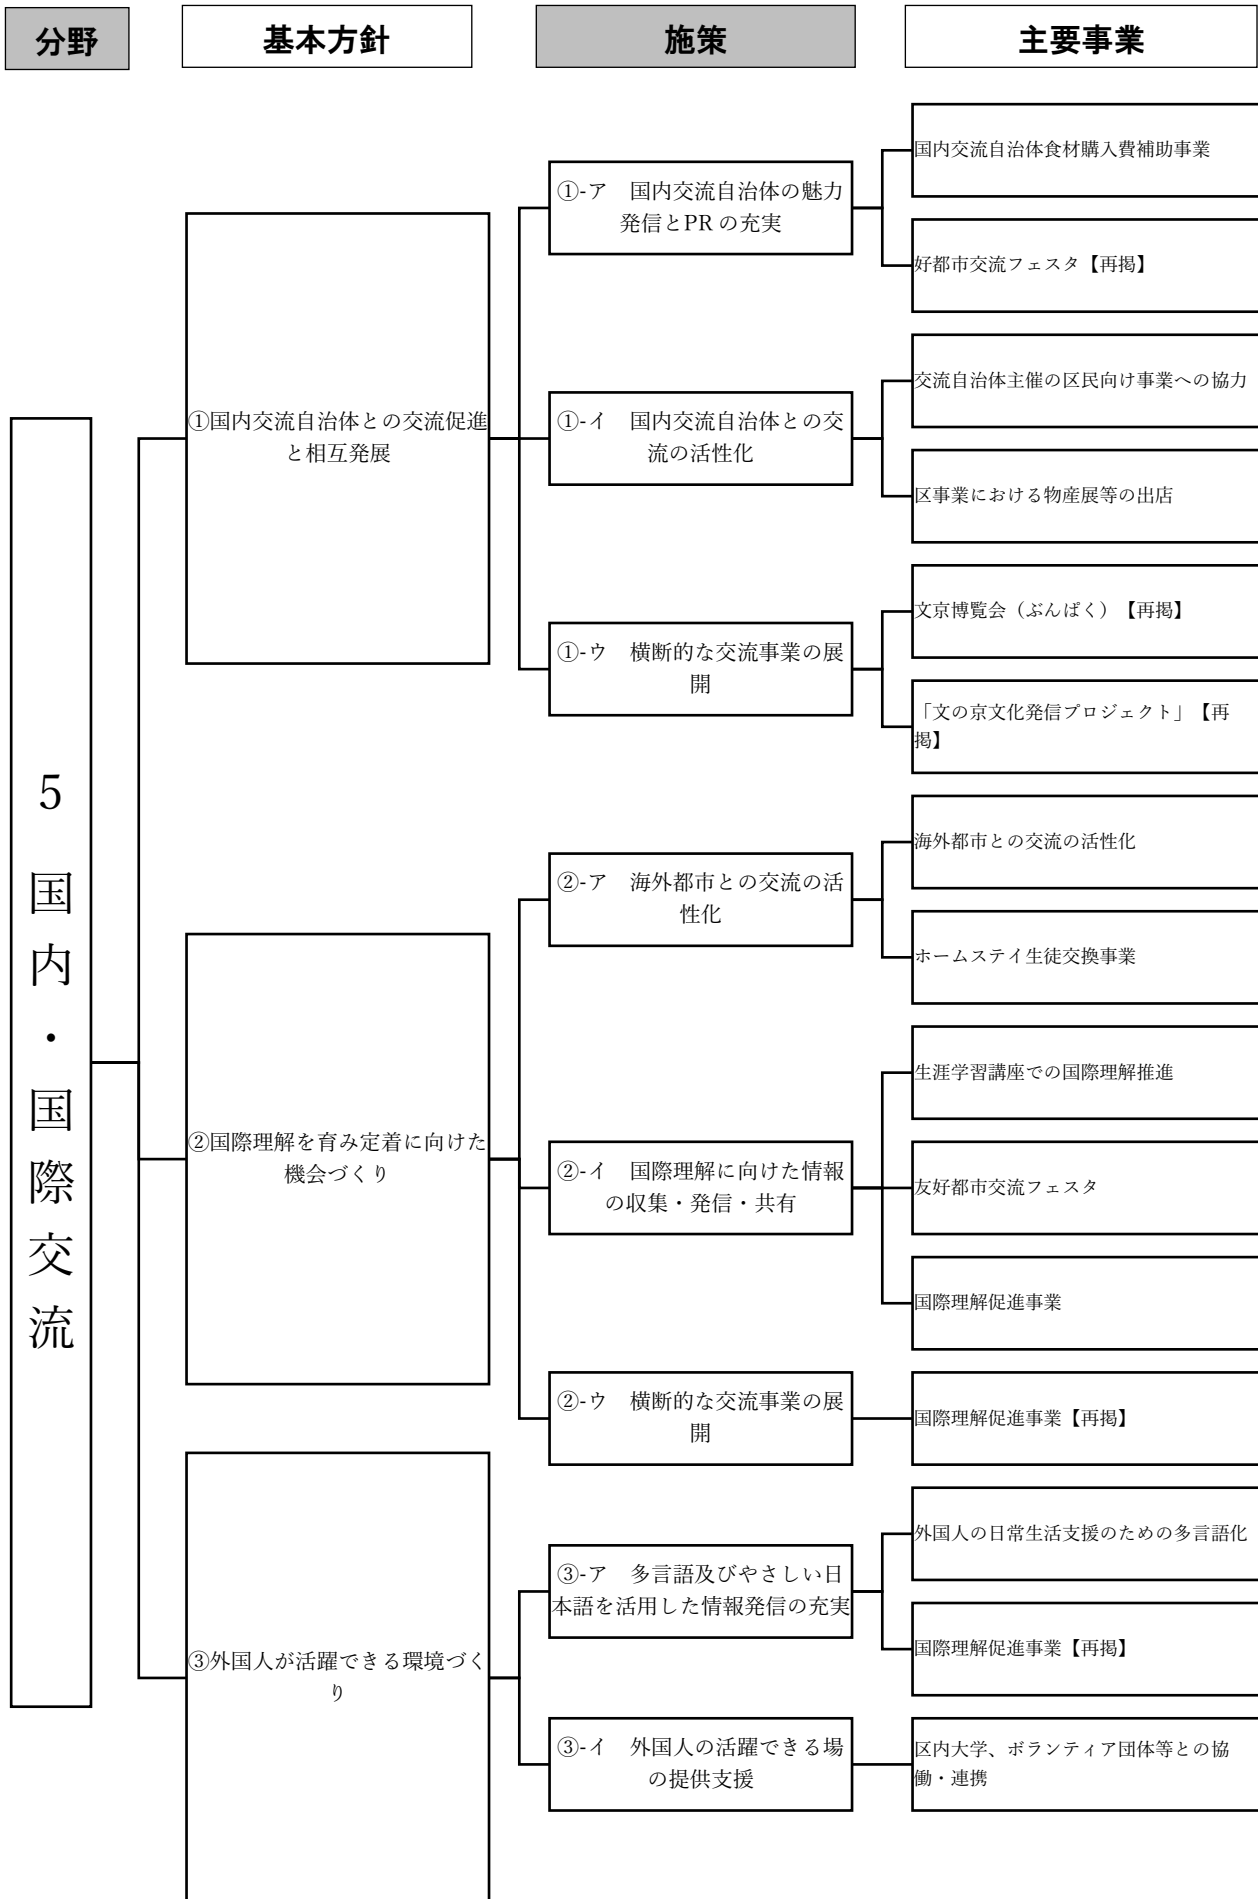 分野
基本方針
施策
主要事業
5 国内・国際交流
①国内交流自治体との交流促進
と相互発展
①-ア　国内交流自治体の魅力
発信とPR の充実
国内交流自治体食材購入費補助事業
好都市交流フェスタ【再掲】
①-イ　国内交流自治体との交
流の活性化
交流自治体主催の区民向け事業への協力
区事業における物産展等の出店
①-ウ　横断的な交流事業の展
開
文京博覧会（ぶんぱく）【再掲】
「文の京文化発信プロジェクト」【再
掲】
②国際理解を育み定着に向けた
機会づくり
②-ア　海外都市との交流の活
性化
海外都市との交流の活性化
ホームステイ生徒交換事業
②-イ　国際理解に向けた情報
の収集・発信・共有
生涯学習講座での国際理解推進
友好都市交流フェスタ
国際理解促進事業
②-ウ　横断的な交流事業の展
開
国際理解促進事業【再掲】
③外国人が活躍できる環境づく
り
③-ア　多言語及びやさしい日
本語を活用した情報発信の充実
外国人の日常生活支援のための多言語化
国際理解促進事業【再掲】
③-イ　外国人の活躍できる場
の提供支援
区内大学、ボランティア団体等との協
働・連携